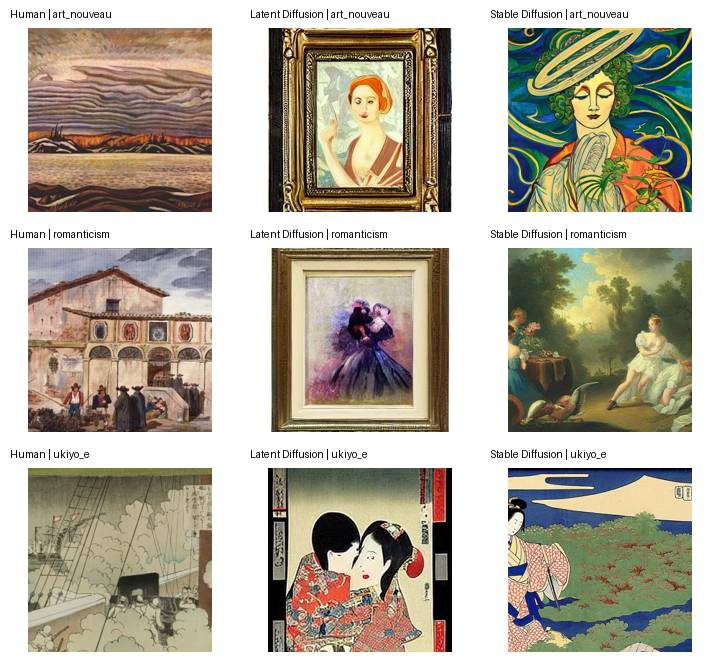 Human | art_nouveau
Latent Diffusion | art_nouveau
Stable Diffusion | art_nouveau
Human | romanticism
Latent Diffusion | romanticism
Stable Diffusion | romanticism
Human | ukiyo_e
Latent Diffusion | ukiyo_e
Stable Diffusion | ukiyo_e